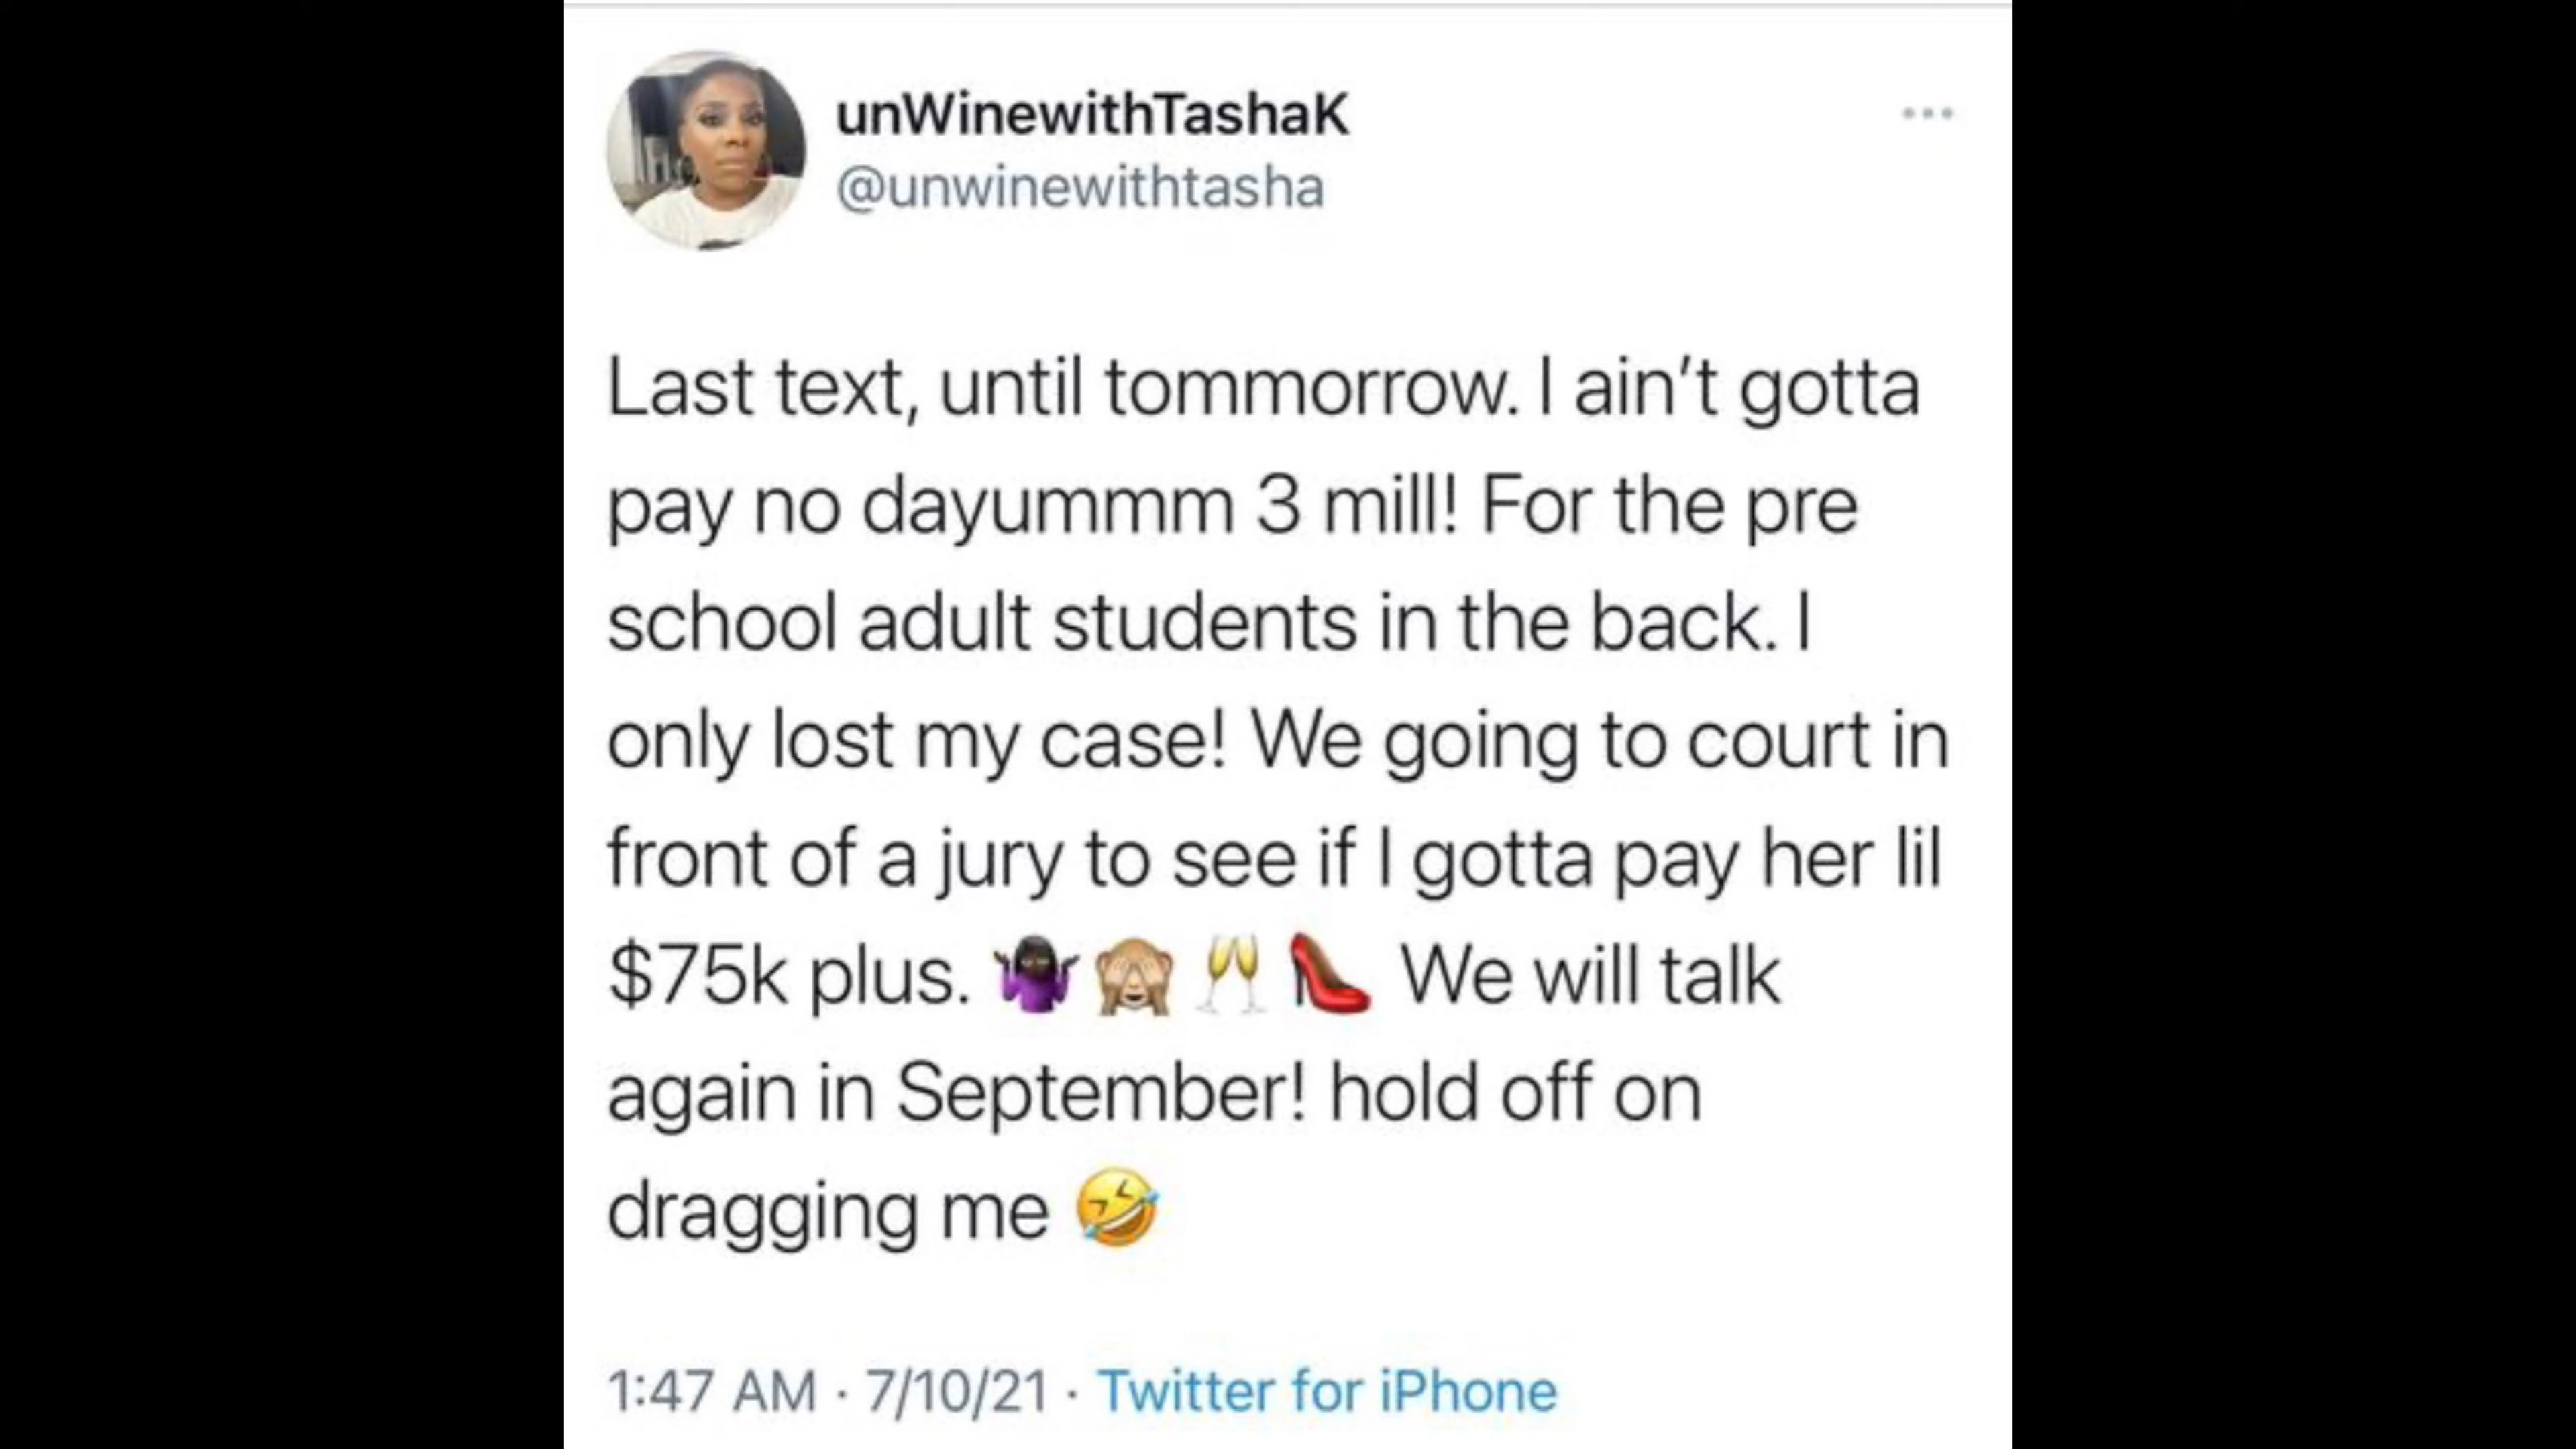 unWinewithTashaK
@unwinewithtasha
Last text, until tommorrow. I ain’t gotta
pay no dayummm 3 mill! For the pre
school adult students in the back. I
only lost my case! We going to court in
front of a jury to see if I gotta pay her lil
$75k plus. 🤷🏿‍♀️🙈🥂👠 We will talk
again in September! hold off on
dragging me 🤣
1:47 AM · 7/10/21 · Twitter for iPhone